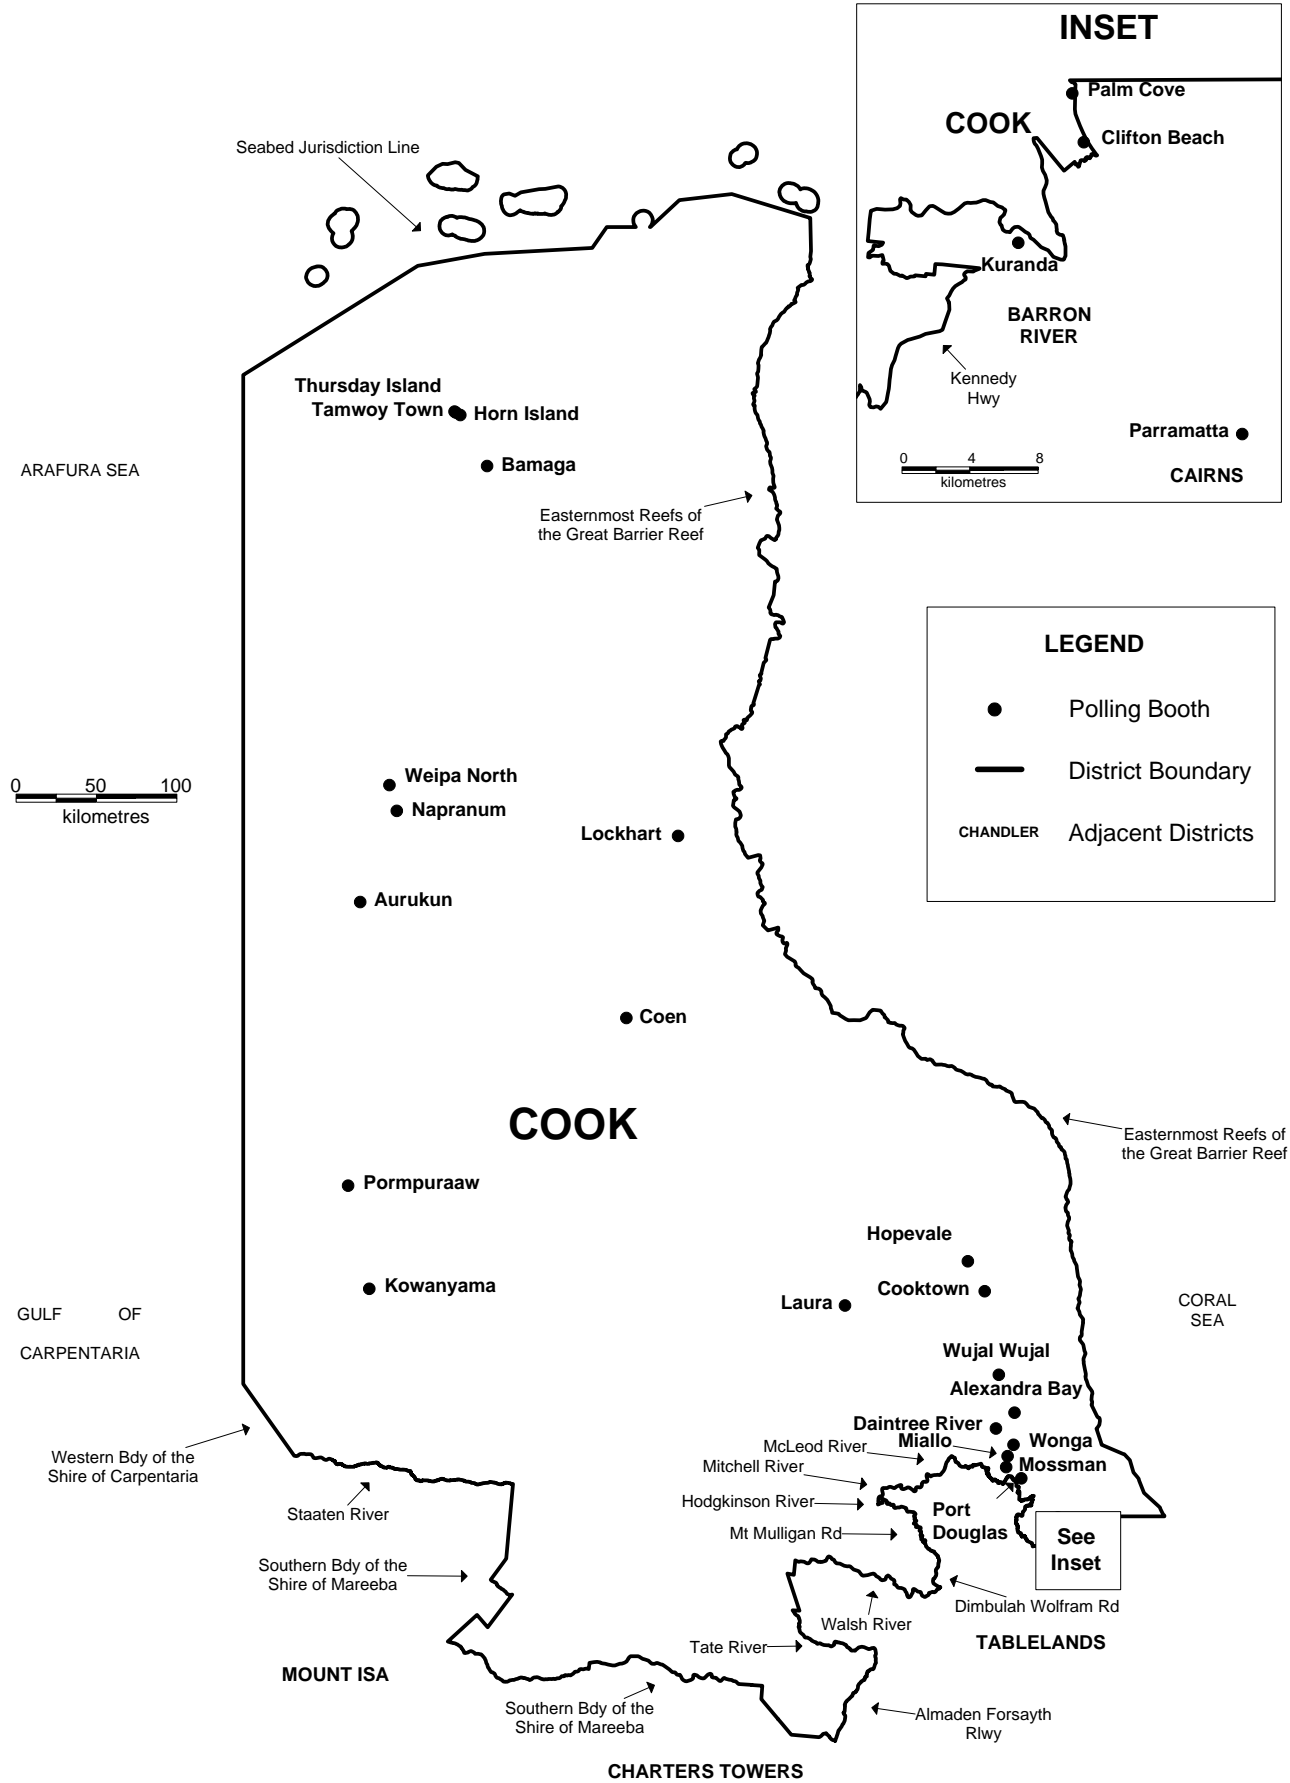 INSET
Palm Cove
COOK
Clifton Beach
Kuranda
BARRON
RIVER
Kennedy
Hwy
Parramatta
0 4 8
kilometres
CAIRNS
Seabed Jurisdiction Line
Thursday Island
Tamwoy Town
Horn Island
Bamaga
ARAFURA SEA
Easternmost Reefs of
the Great Barrier Reef
LEGEND
Polling Booth
District Boundary
CHANDLER Adjacent Districts
0 50 100
kilometres
Weipa North
Napranum
Lockhart
Aurukun
Coen
COOK
Easternmost Reefs of
the Great Barrier Reef
Pormpuraaw
Hopevale
Kowanyama
Cooktown
Laura
GULF OF
CARPENTARIA
CORAL
SEA
Wujal Wujal
Alexandra Bay
Daintree River
Miallo
Wonga
McLeod River
Mossman
Mitchell River
Western Bdy of the
Shire of Carpentaria
Staaten River
Hodgkinson River
Port
Douglas
Mt Mulligan Rd
See
Inset
Southern Bdy of the
Shire of Mareeba
Dimbulah Wolfram Rd
Walsh River
TABLELANDS
Tate River
MOUNT ISA
Southern Bdy of the
Shire of Mareeba
Almaden Forsayth
Rlwy
CHARTERS TOWERS